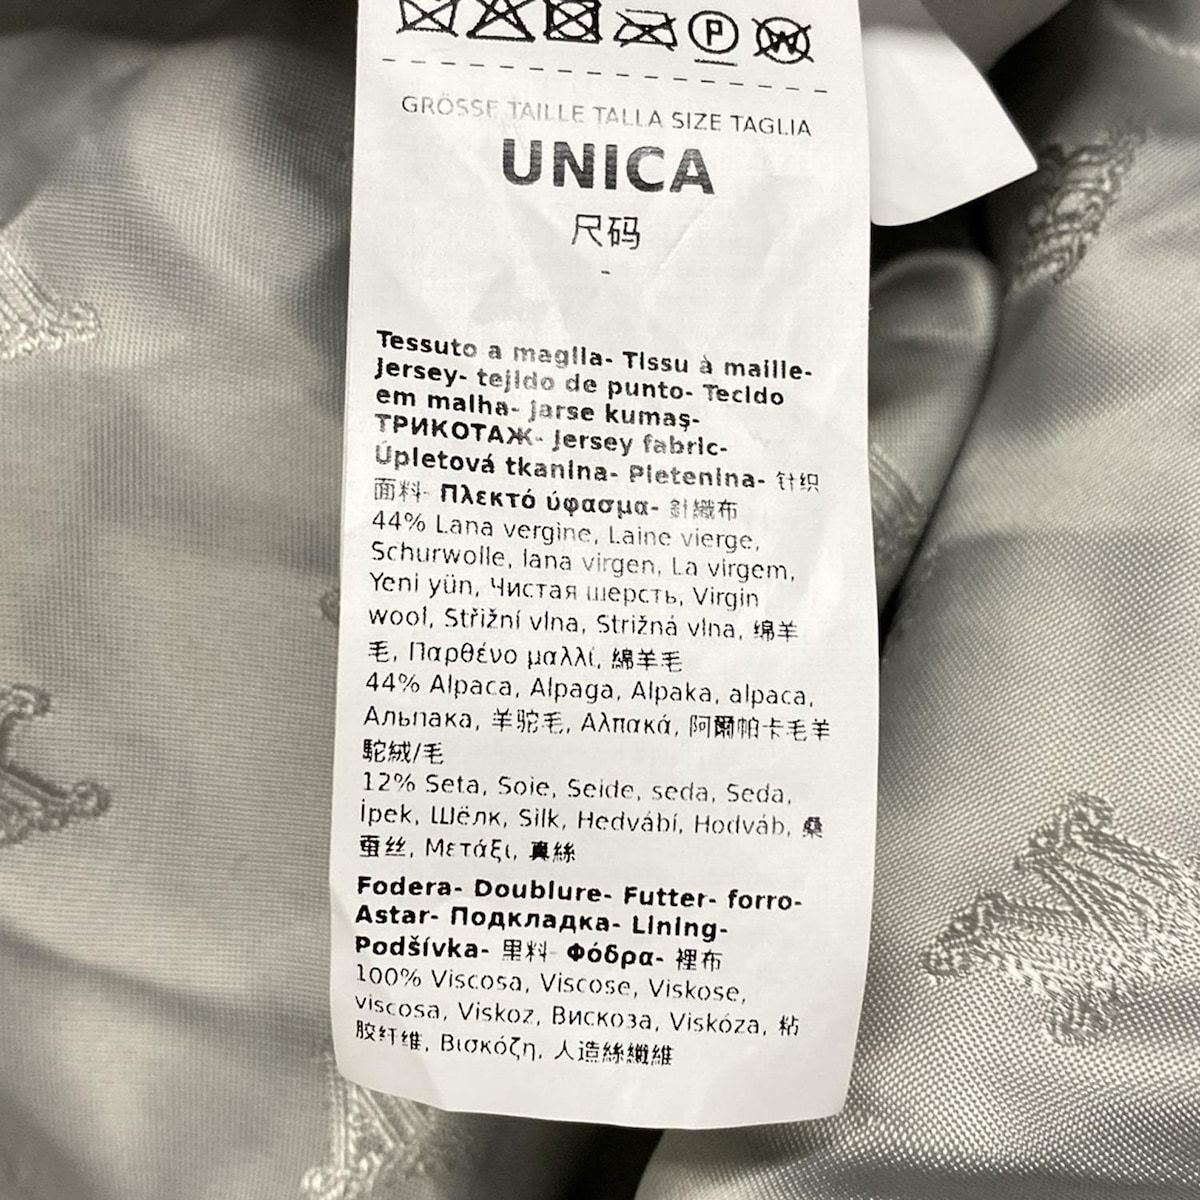 P W
GRÖSSE TAILLE TALLA SIZE TAGLIA
UNICA
尺码
-
Tessuto a maglia- Tissu à maille-
Jersey- tejido de punto- Tecido
em malha- jarse kumaş-
ТРИКОТАЖ- Jersey fabric-
Úpletová tkanina- Pletenina- 针织
面料- Πλεκτό ύφασμα- 針織布
44% Lana vergine, Laine vierge,
Schurwolle, lana virgen, La virgem,
Yeni yün, Чистая шерсть, Virgin
wool, Střižní vlna, Strižná vlna, 绵羊
毛, Παρθένο μαλλί, 綿羊毛
44% Alpaca, Alpaga, Alpaka, alpaca,
Альпака, 羊驼毛, Αλπακά, 阿爾帕卡毛羊
駝絨/毛
12% Seta, Soie, Seide, seda, Seda,
İpek, Шёлк, Silk, Hedvábí, Hodváb, 桑
蚕丝, Μετάξι, 真絲
Fodera- Doublure- Futter- forro-
Astar- Подкладка- Lining-
Podšívka- 里料- Φόδρα- 裡布
100% Viscosa, Viscose, Viskose,
viscosa, Viskoz, Вискоза, Viskóza, 粘
胶纤维, Βισκόζη, 人造絲纖維